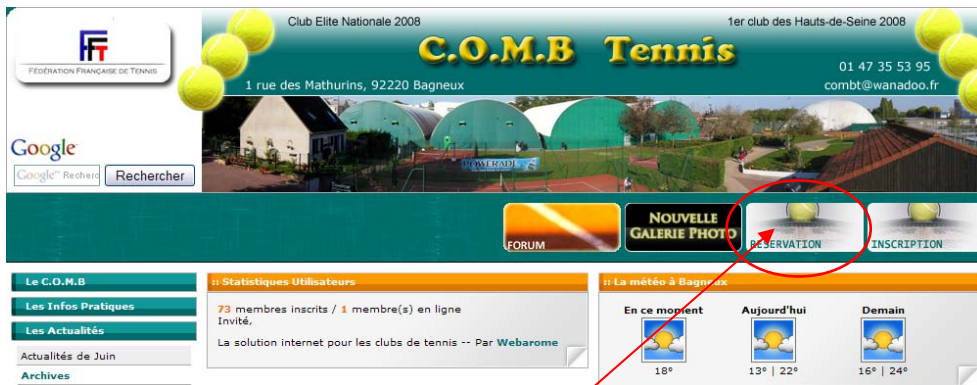 Club Elite Nationale 2008
1er club des Hauts-de-Seine 2008
C.O.M.B Tennis
FFT
FÉDÉRATION FRANÇAISE DE TENNIS
01 47 35 53 95
1 rue des Mathurins, 92220 Bagneux
combt@wanadoo.fr
POWERADE
Google
Google™ Recherc
Rechercher
FORUM
NOUVELLE
GALERIE PHOTO
RESERVATION
INSCRIPTION
Le C.O.M.B
:: Statistiques Utilisateurs
:: La météo à Bagneux
Les Infos Pratiques
73 membres inscrits / 1 membre(s) en ligne
Invité,
En ce moment
Aujourd'hui
Demain
Les Actualités
La solution internet pour les clubs de tennis -- Par Webarome
Actualités de Juin
Archives
18°
13° | 22°
16° | 24°